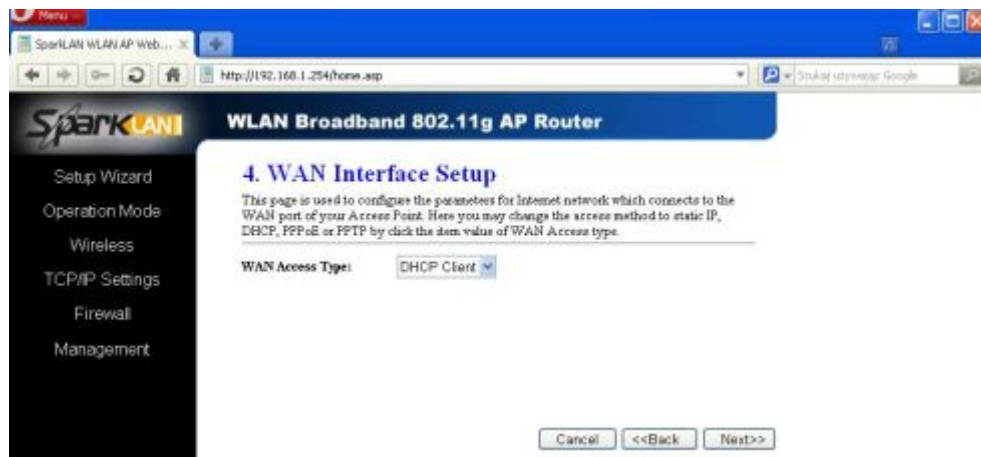 Menu
SparkLAN WLAN AP Web...
http://192.168.1.254/home.asp
Szukaj używając Google
SparkLAN
WLAN Broadband 802.11g AP Router
Setup Wizard
Operation Mode
Wireless
TCP/IP Settings
Firewall
Management
4. WAN Interface Setup
This page is used to configure the parameters for Internet network which connects to the
WAN port of your Access Point. Here you may change the access method to static IP,
DHCP, PPPoE or PPTP by click the item value of WAN Access type.
WAN Access Type:
DHCP Client
Cancel
<<Back
Next>>